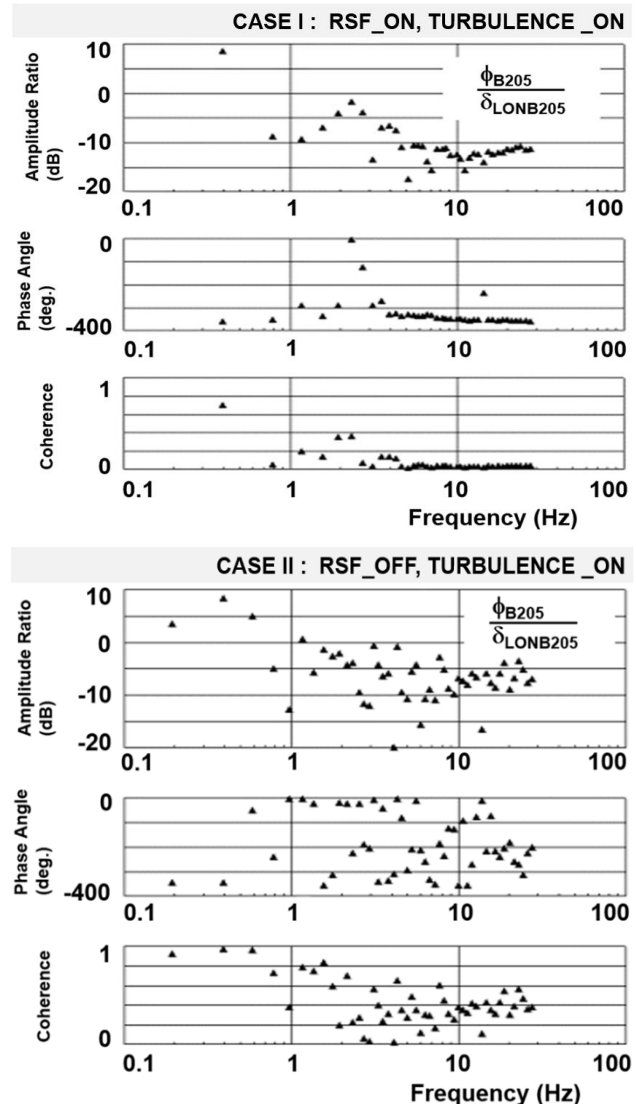 CASE I : RSF_ON, TURBULENCE _ON
Amplitude Ratio
(dB)
10
0
-10
-20
ϕB205
δLONB205
0.1 1 10 100
Phase Angle
(deg.)
0
-400
0.1 1 10 100
Coherence
1
0
0.1 1 10 100
Frequency (Hz)
CASE II : RSF_OFF, TURBULENCE _ON
Amplitude Ratio
(dB)
10
0
-10
-20
ϕB205
δLONB205
0.1 1 10 100
Phase Angle
(deg.)
0
-400
0.1 1 10 100
Coherence
1
0
0.1 1 10 100
Frequency (Hz)